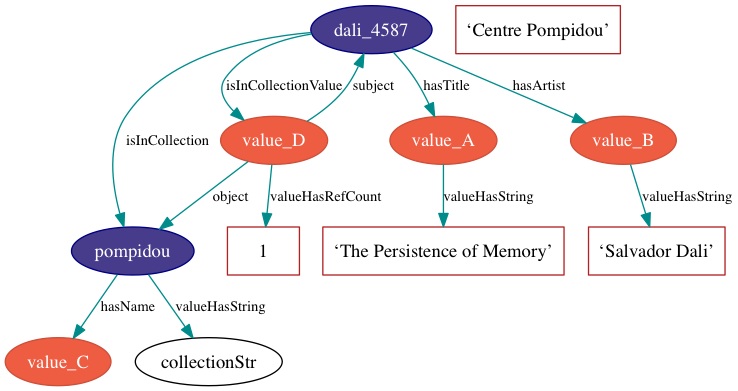 dali_4587
‘Centre Pompidou’
isInCollectionValue
subject
hasTitle
hasArtist
isInCollection
value_D
value_A
value_B
object
valueHasRefCount
valueHasString
valueHasString
pompidou
1
‘The Persistence of Memory’
‘Salvador Dali’
hasName
valueHasString
value_C
collectionStr